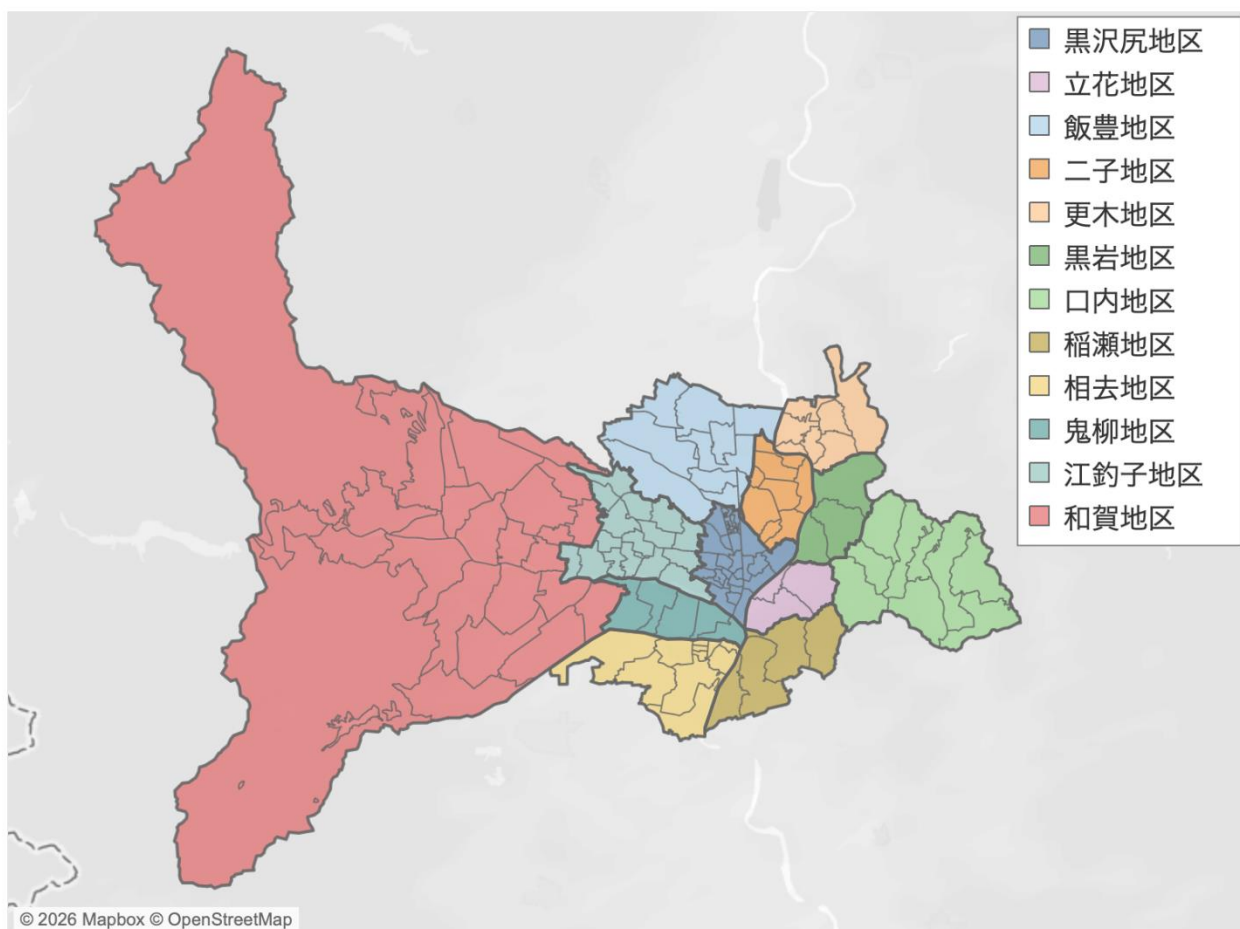 黒沢尻地区
立花地区
飯豊地区
二子地区
更木地区
黒岩地区
口内地区
稲瀬地区
相去地区
鬼柳地区
江釣子地区
和賀地区
© 2026 Mapbox © OpenStreetMap